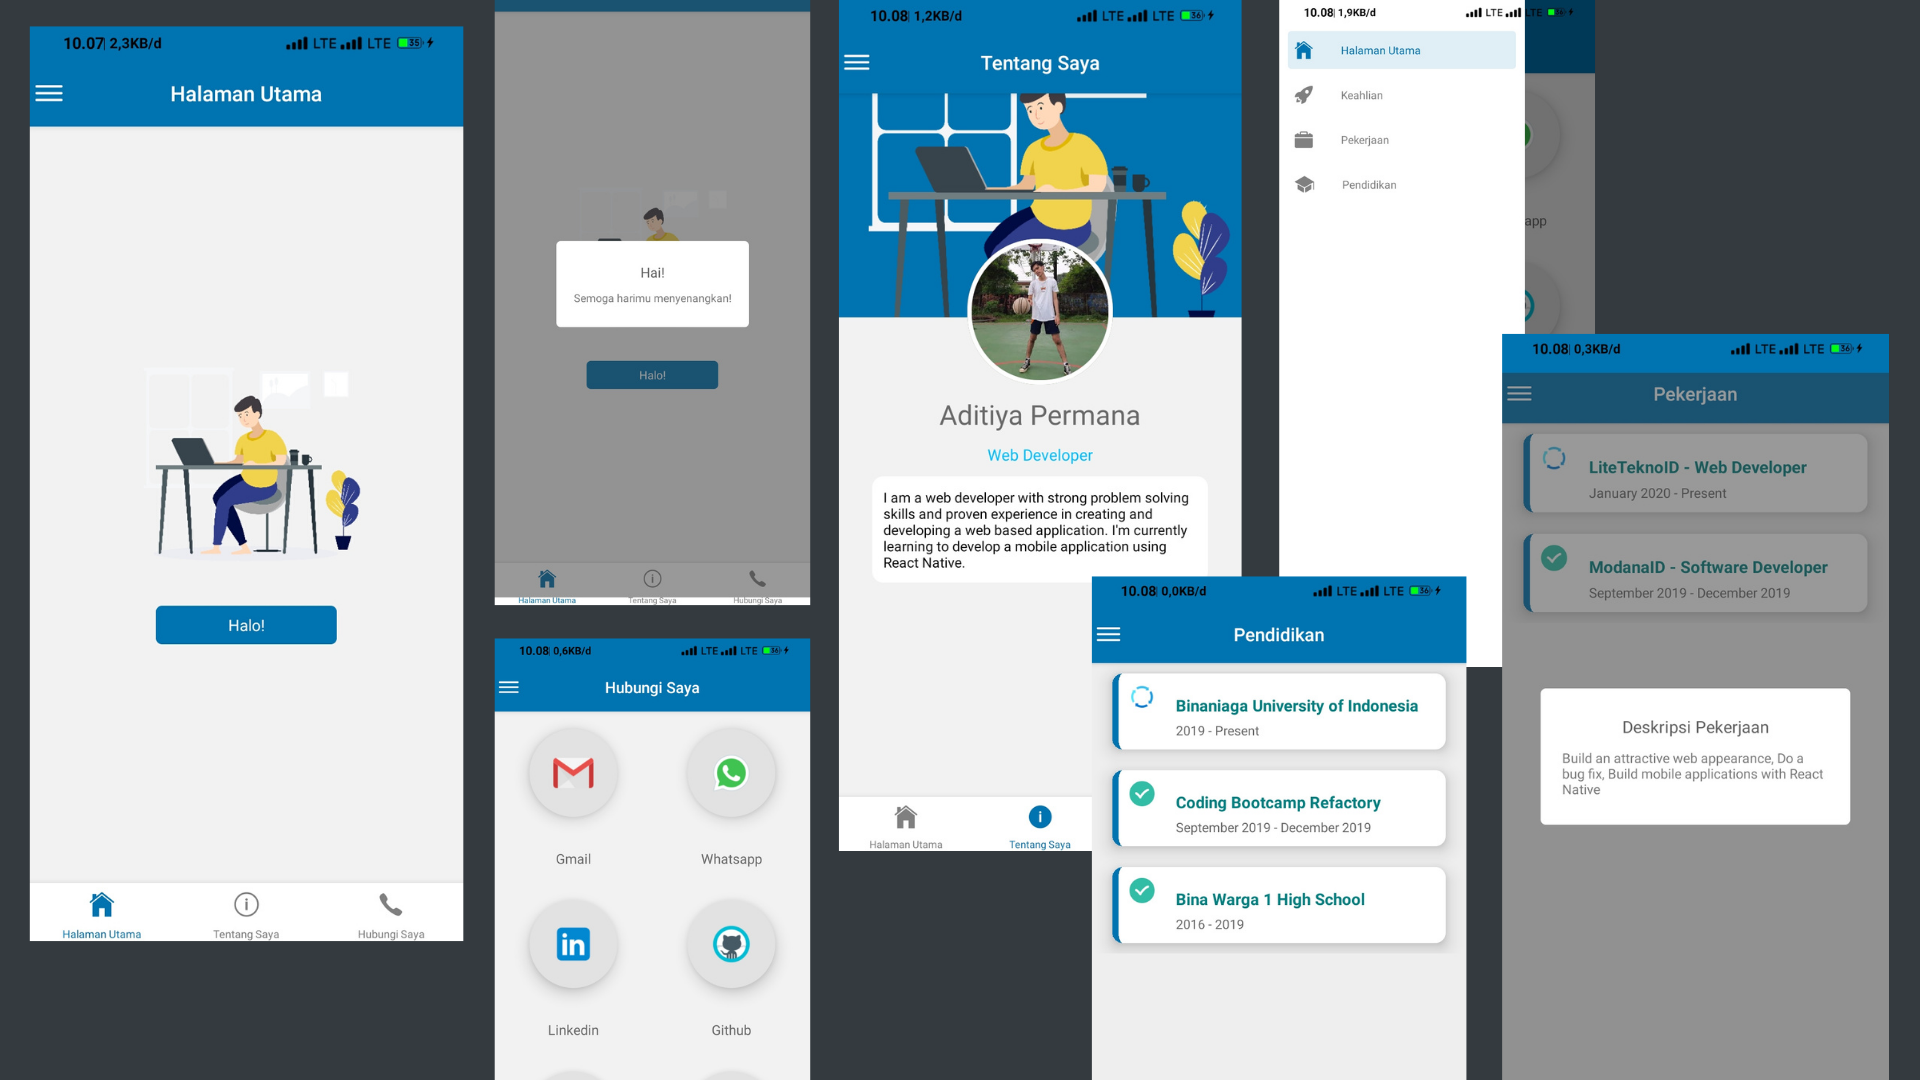 10.07 2,3KB/d
LTE LTE 35
Halaman Utama
Halo!
Halaman Utama
Tentang Saya
Hubungi Saya
Hai!
Semoga harimu menyenangkan!
Halo!
Halaman Utama
Tentang Saya
Hubungi Saya
10.08 0,6KB/d
LTE LTE 36
Hubungi Saya
Gmail
Whatsapp
in
Linkedin
Github
10.08 1,2KB/d
LTE LTE 36
Tentang Saya
Aditiya Permana
Web Developer
I am a web developer with strong problem solving
skills and proven experience in creating and
developing a web based application. I'm currently
learning to develop a mobile application using
React Native.
Halaman Utama
Tentang Saya
10.08 1,9KB/d
LTE LTE 36
Halaman Utama
Keahlian
Pekerjaan
Pendidikan
app
10.08 0,0KB/d
LTE LTE 36
Pendidikan
Binaniaga University of Indonesia
2019 - Present
Coding Bootcamp Refactory
September 2019 - December 2019
Bina Warga 1 High School
2016 - 2019
10.08 0,3KB/d
LTE LTE 36
Pekerjaan
LiteTeknoID - Web Developer
January 2020 - Present
ModanaID - Software Developer
September 2019 - December 2019
Deskripsi Pekerjaan
Build an attractive web appearance, Do a
bug fix, Build mobile applications with React
Native